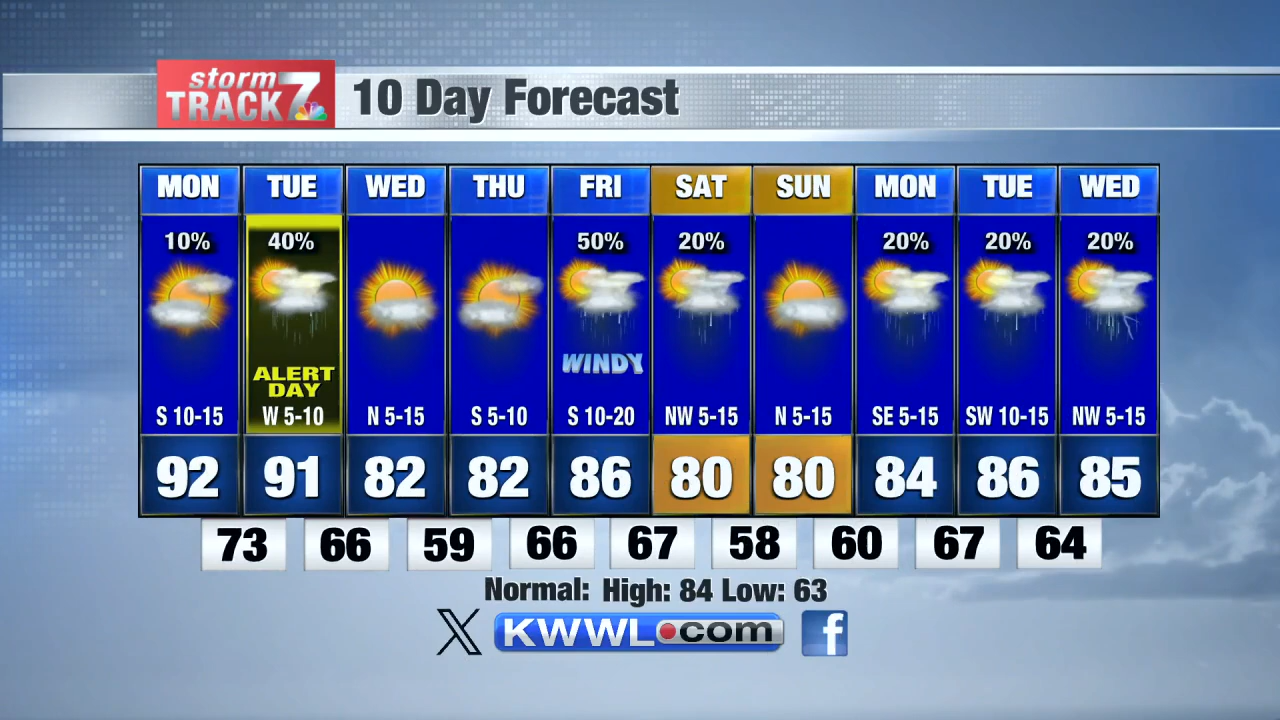 storm
TRACK 7
10 Day Forecast
MON TUE WED THU FRI SAT SUN MON TUE WED
10% 40% 50% 20% 20% 20% 20%
WINDY
ALERT
DAY
S 10-15 W 5-10 N 5-15 S 5-10 S 10-20 NW 5-15 N 5-15 SE 5-15 SW 10-15 NW 5-15
92 91 82 82 86 80 80 84 86 85
73 66 59 66 67 58 60 67 64
Normal: High: 84 Low: 63
X KWWL.com f